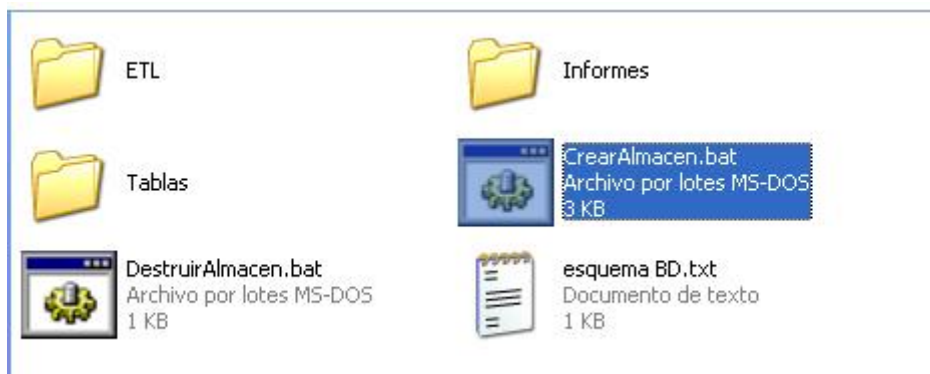 ETL
Informes
Tablas
CrearAlmacen.bat
Archivo por lotes MS-DOS
3 KB
DestruirAlmacen.bat
Archivo por lotes MS-DOS
1 KB
esquema BD.txt
Documento de texto
1 KB